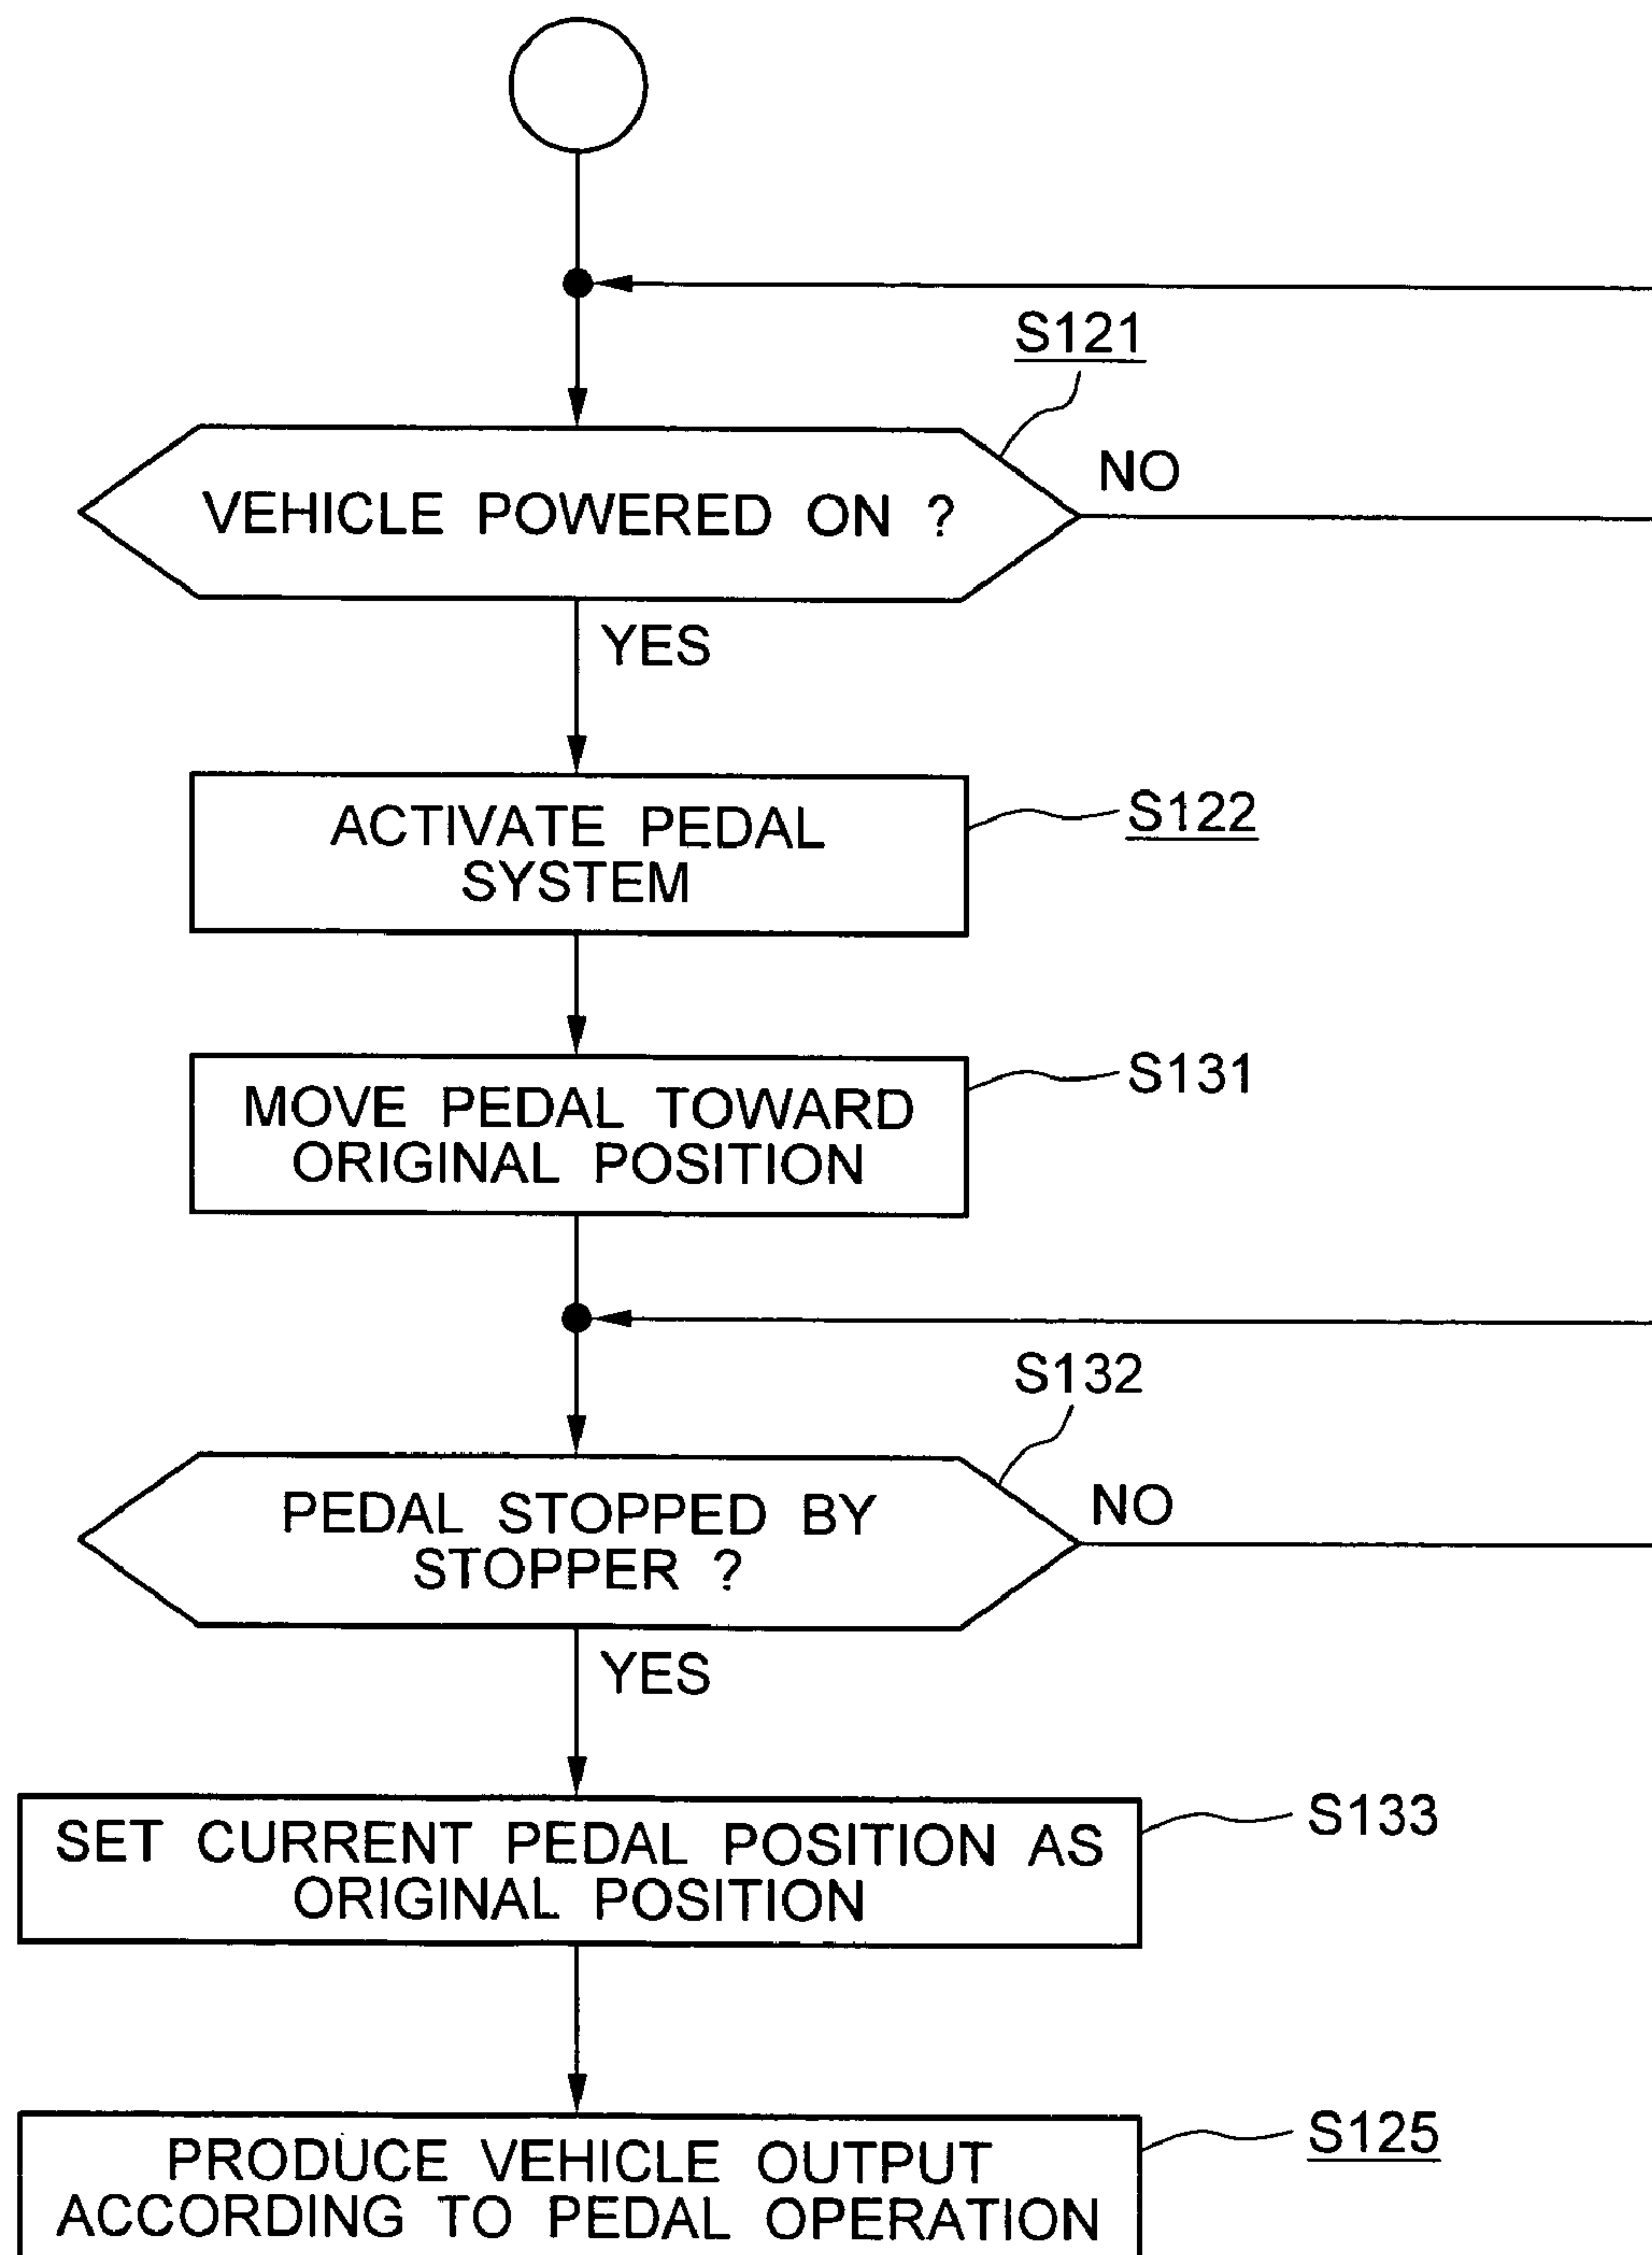 S121
VEHICLE POWERED ON ?
NO
YES
ACTIVATE PEDAL
SYSTEM
S122
MOVE PEDAL TOWARD
ORIGINAL POSITION
S131
S132
PEDAL STOPPED BY
STOPPER ?
NO
YES
SET CURRENT PEDAL POSITION AS
ORIGINAL POSITION
S133
PRODUCE VEHICLE OUTPUT
ACCORDING TO PEDAL OPERATION
S125